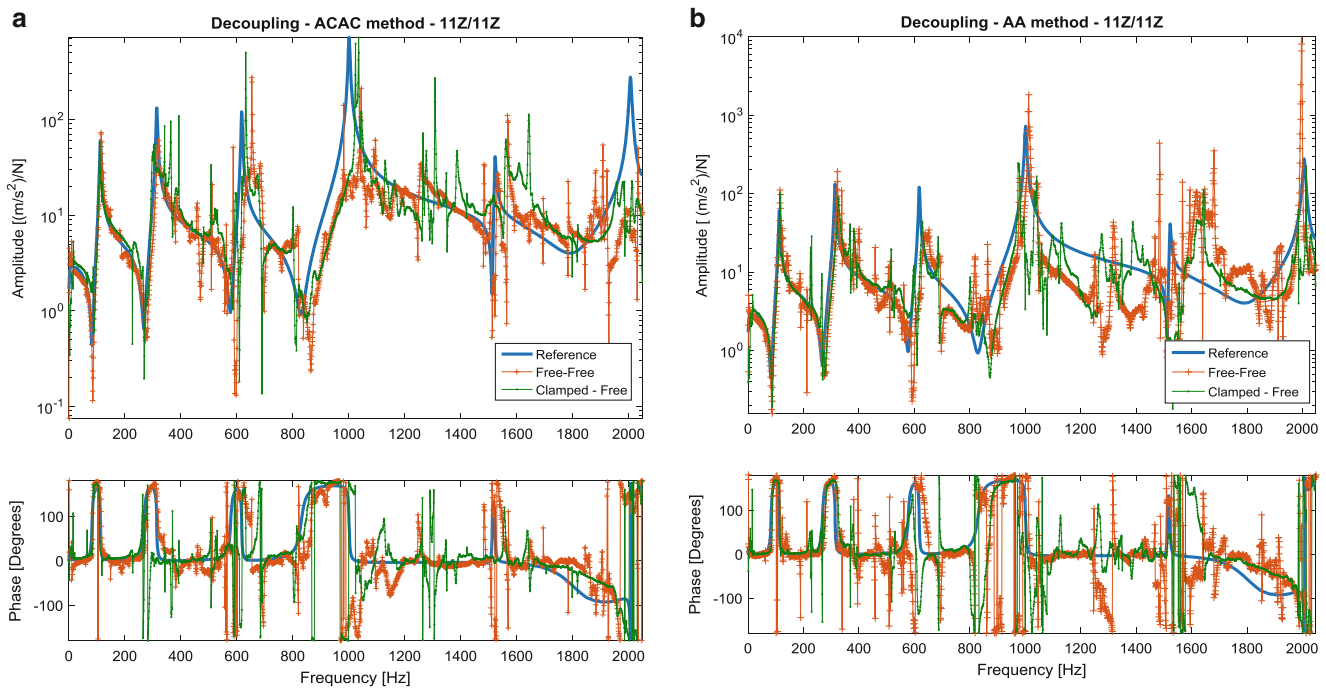 a
Decoupling - ACAC method - 11Z/11Z
Amplitude [(m/s²)/N]
10²
10¹
10⁰
10⁻¹
Reference
Free-Free
Clamped - Free
0 200 400 600 800 1000 1200 1400 1600 1800 2000
Phase [Degrees]
100
0
-100
0 200 400 600 800 1000 1200 1400 1600 1800 2000
Frequency [Hz]
b
Decoupling - AA method - 11Z/11Z
Amplitude [ (m/s²)/N]
10⁴
10³
10²
10¹
10⁰
Reference
Free-Free
Clamped - Free
0 200 400 600 800 1000 1200 1400 1600 1800 2000
Phase [Degrees]
100
0
-100
0 200 400 600 800 1000 1200 1400 1600 1800 2000
Frequency [Hz]